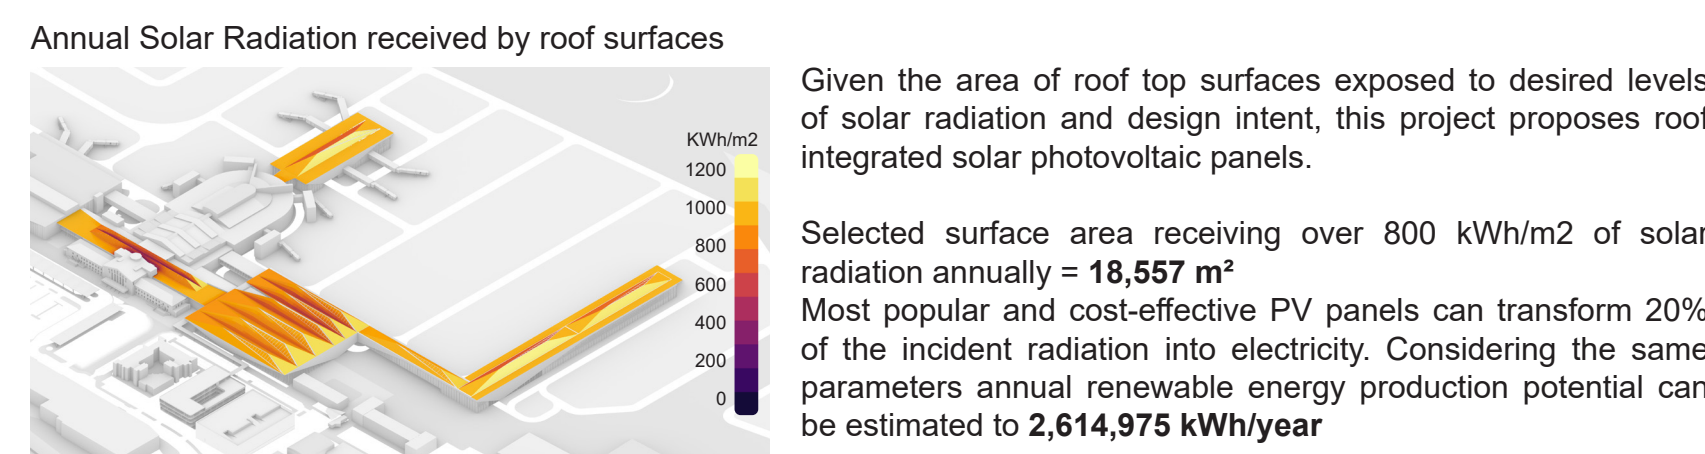 Annual Solar Radiation received by roof surfaces
KWh/m2
1200
1000
800
600
400
200
0
Given the area of roof top surfaces exposed to desired levels
of solar radiation and design intent, this project proposes roof
integrated solar photovoltaic panels.
Selected surface area receiving over 800 kWh/m2 of solar
radiation annually = 18,557 m²
Most popular and cost-effective PV panels can transform 20%
of the incident radiation into electricity. Considering the same
parameters annual renewable energy production potential can
be estimated to 2,614,975 kWh/year